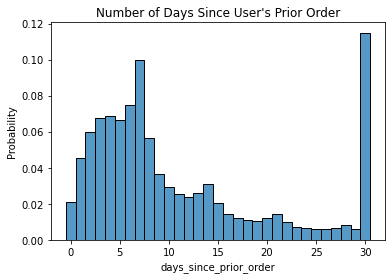 Number of Days Since User's Prior Order
0.12
0.10
0.08
0.06
0.04
0.02
0.00
Probability
0 5 10 15 20 25 30
days_since_prior_order